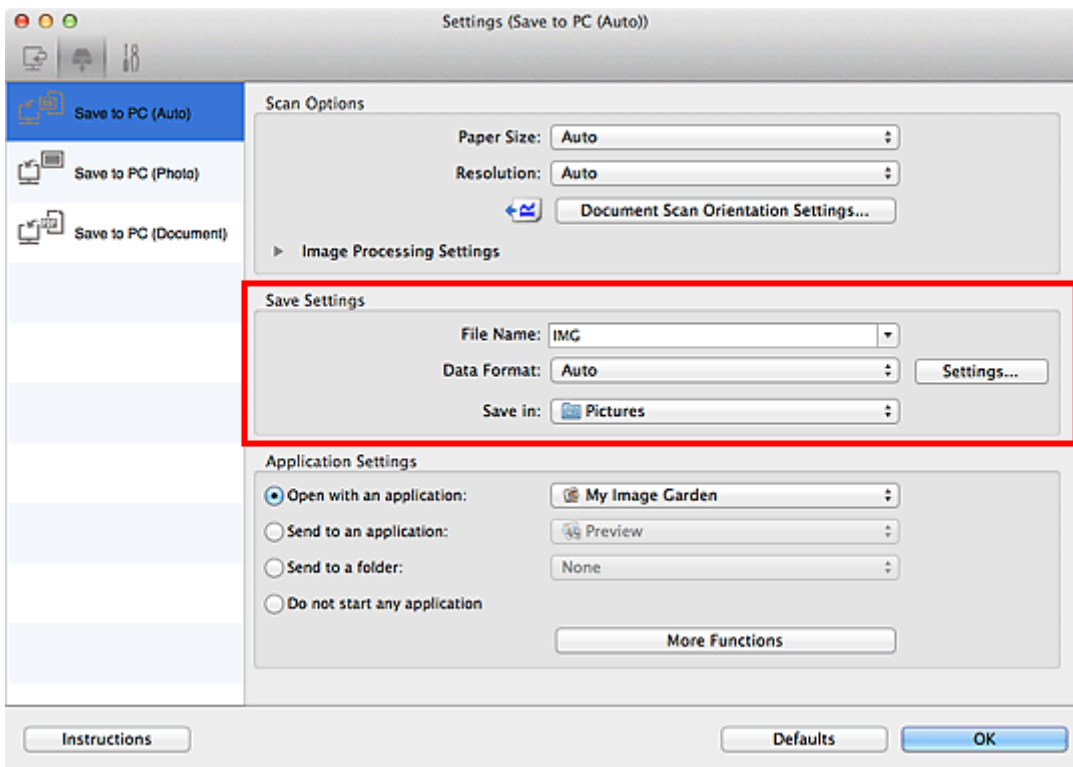 Settings (Save to PC (Auto))
Save to PC (Auto)
Save to PC (Photo)
Save to PC (Document)
Scan Options
Paper Size: Auto
Resolution: Auto
Document Scan Orientation Settings...
Image Processing Settings
Save Settings
File Name: IMG
Data Format: Auto Settings...
Save in: Pictures
Application Settings
Open with an application: My Image Garden
Send to an application: Preview
Send to a folder: None
Do not start any application
More Functions
Instructions Defaults OK